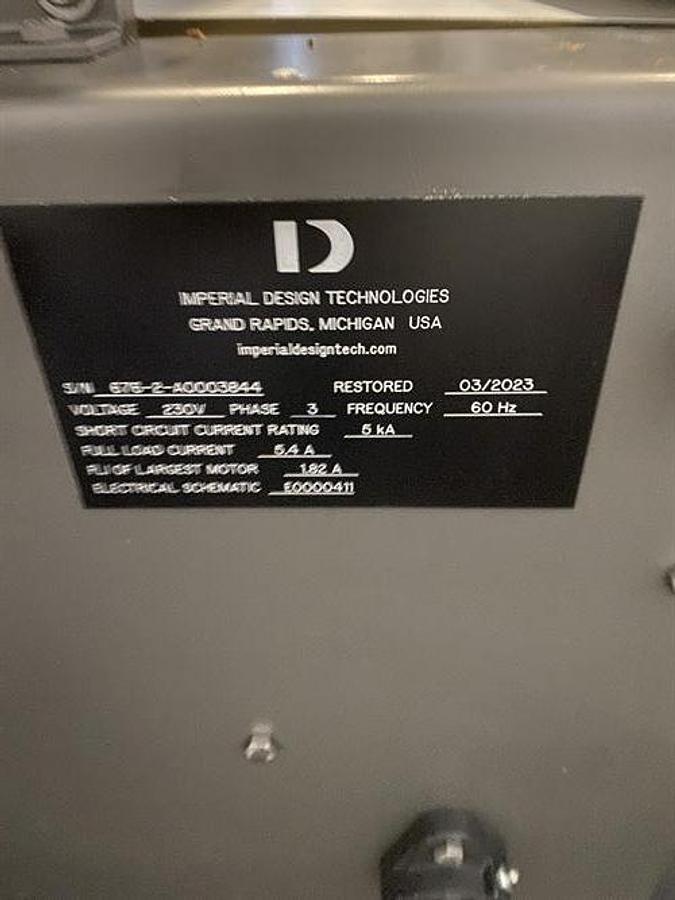 IMPERIAL DESIGN TECHNOLOGIES
GRAND RAPIDS, MICHIGAN USA
imperialdesigntech.com
S/N 676-2-A0003844 RESTORED 03/2023
VOLTAGE 230V PHASE 3 FREQUENCY 60 Hz
SHORT CIRCUIT CURRENT RATING 5 kA
FULL LOAD CURRENT 5.4 A
OF LARGEST MOTOR 1.82 A
ELECTRICAL SCHEMATIC E0000411